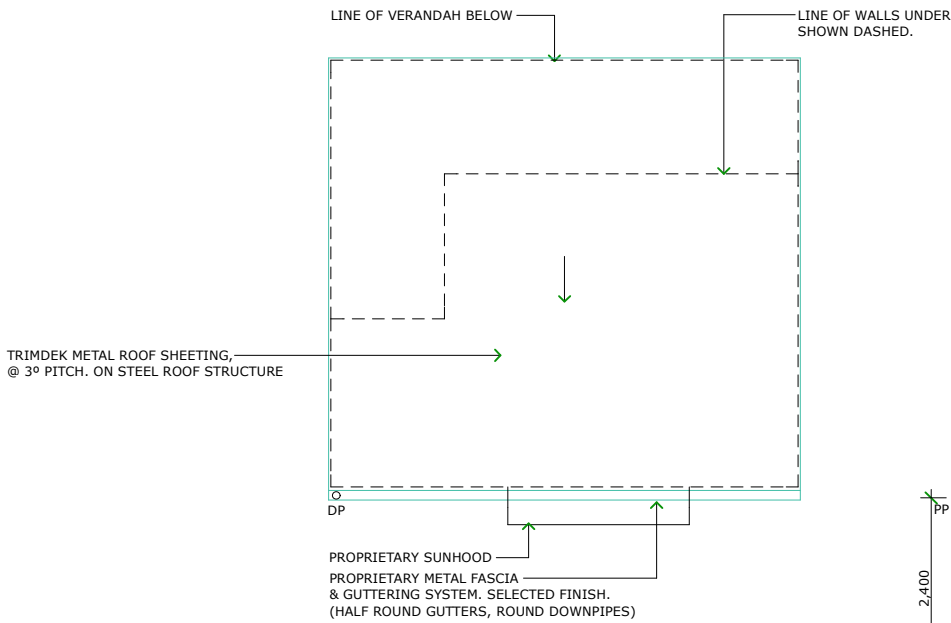 LINE OF VERANDAH BELOW
LINE OF WALLS UNDER
SHOWN DASHED.
TRIMDEK METAL ROOF SHEETING,
@ 3º PITCH. ON STEEL ROOF STRUCTURE
DP
PP
PROPRIETARY SUNHOOD
PROPRIETARY METAL FASCIA
& GUTTERING SYSTEM. SELECTED FINISH.
(HALF ROUND GUTTERS, ROUND DOWNPIPES)
2,400